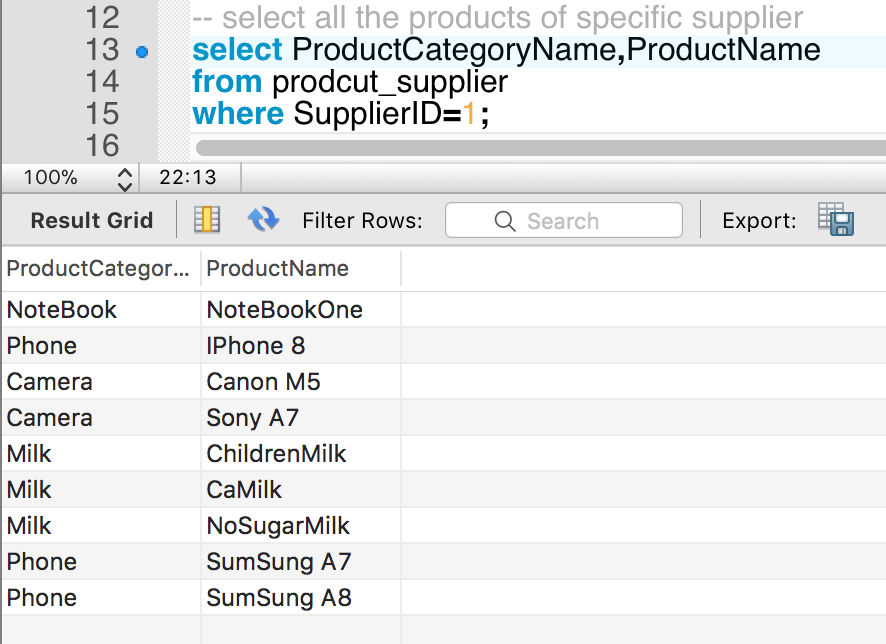 12 -- select all the products of specific supplier
13 select ProductCategoryName,ProductName
14 from prodcut_supplier
15 where SupplierID=1;
16
100% 22:13
Result Grid Filter Rows: Search Export:
ProductCategor... ProductName
NoteBook NoteBookOne
Phone IPhone 8
Camera Canon M5
Camera Sony A7
Milk ChildrenMilk
Milk CaMilk
Milk NoSugarMilk
Phone SumSung A7
Phone SumSung A8